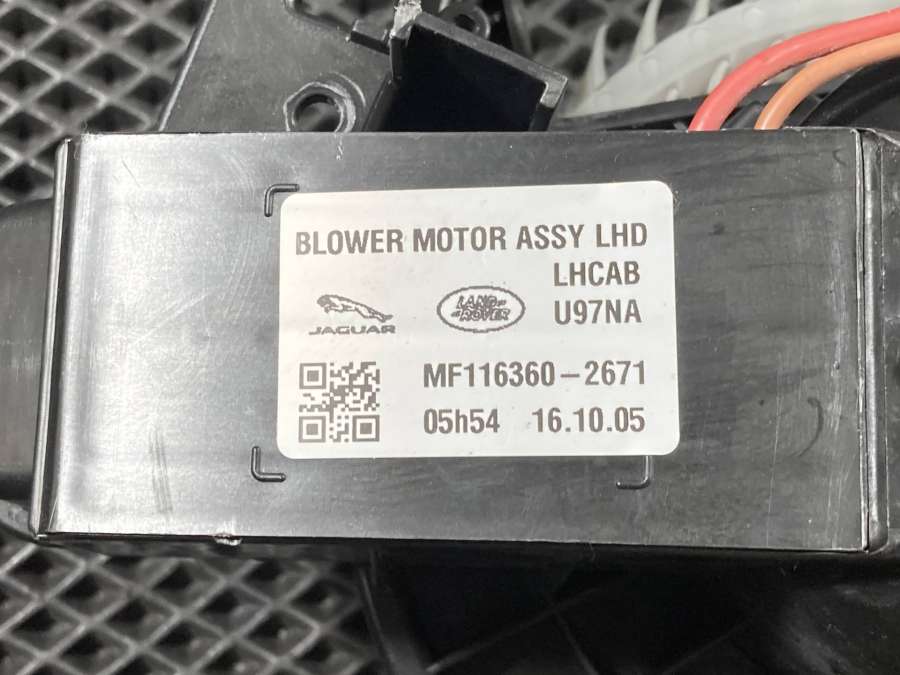 BLOWER MOTOR ASSY LHD
LHCAB
U97NA
JAGUAR
LAND ROVER
MF116360-2671
05h54 16.10.05